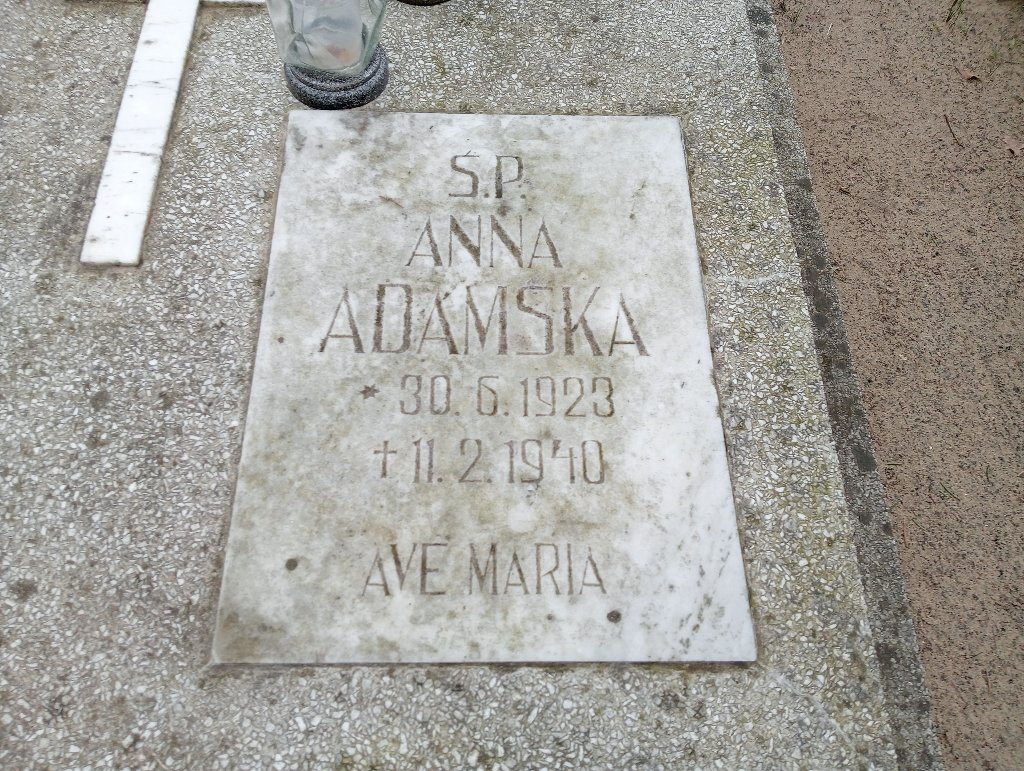 Ś.P.
ANNA
ADAMSKA
* 30. 6. 1923
† 11. 2. 1940
AVE MARIA